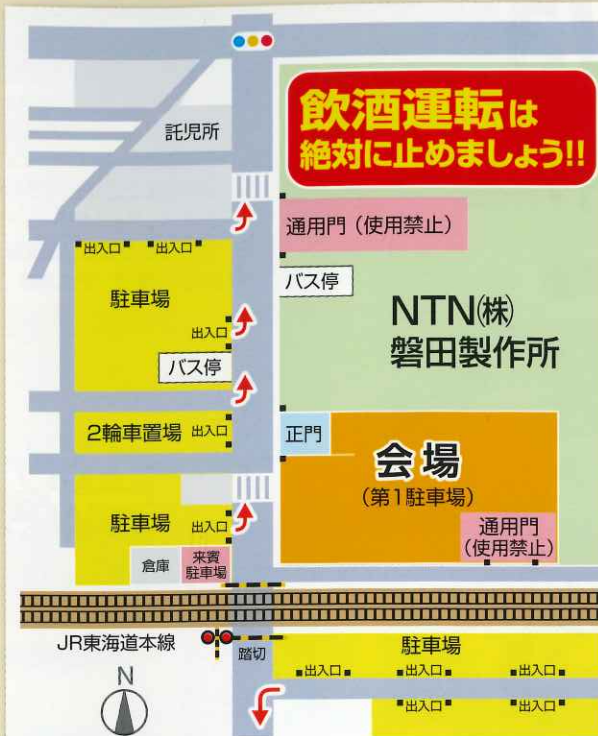 飲酒運転は
絶対に止めましょう!!
託児所
通用門（使用禁止）
出入口
出入口
バス停
駐車場
NTN㈱
磐田製作所
出入口
バス停
2輪車置場
出入口
正門
会場
（第1駐車場）
駐車場
出入口
通用門
（使用禁止）
倉庫
来賓
駐車場
JR東海道本線
踏切
駐車場
出入口
出入口
出入口
N
出入口
出入口